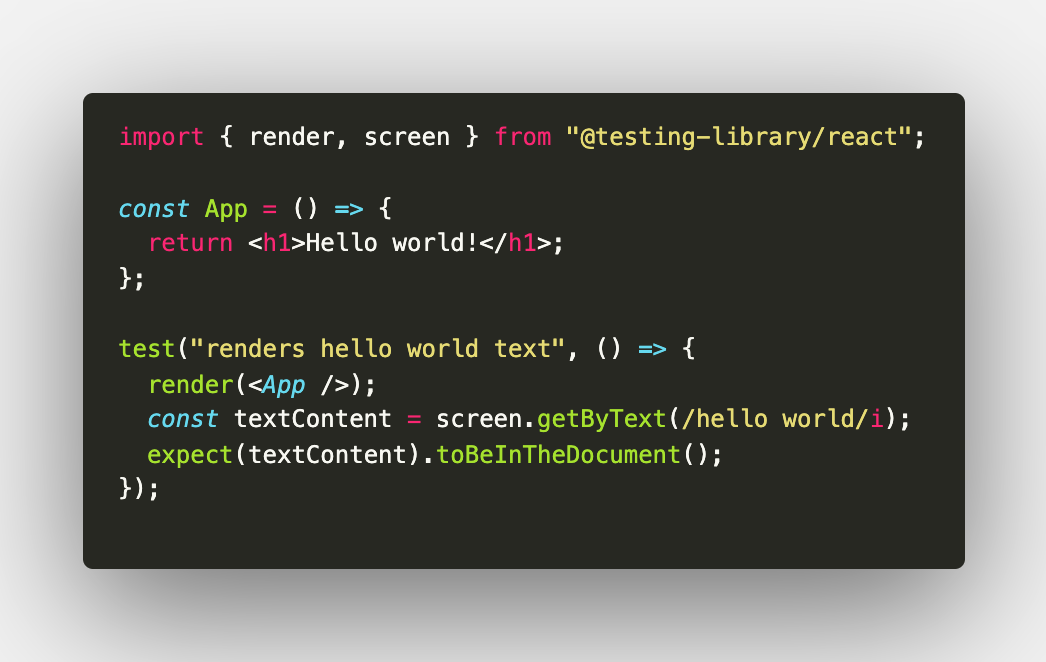 import { render, screen } from "@testing-library/react";
const App = () => {
  return <h1>Hello world!</h1>;
};
test("renders hello world text", () => {
  render(<App />);
  const textContent = screen.getByText(/hello world/i);
  expect(textContent).toBeInTheDocument();
});